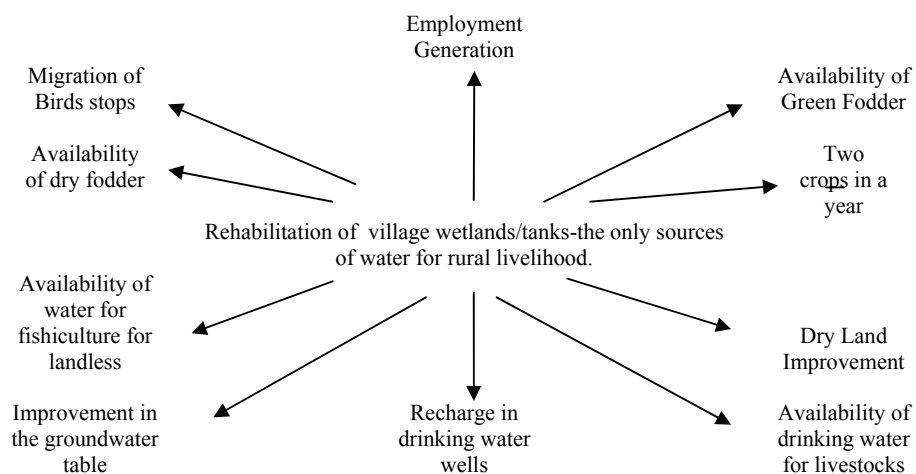 Employment
Generation
Migration of
Birds stops
Availability of
Green Fodder
Availability
of dry fodder
Two
crops in a
year
Rehabilitation of village wetlands/tanks-the only sources
of water for rural livelihood.
Availability of
water for
fishiculture for
landless
Dry Land
Improvement
Improvement in
the groundwater
table
Recharge in
drinking water
wells
Availability of
drinking water
for livestocks